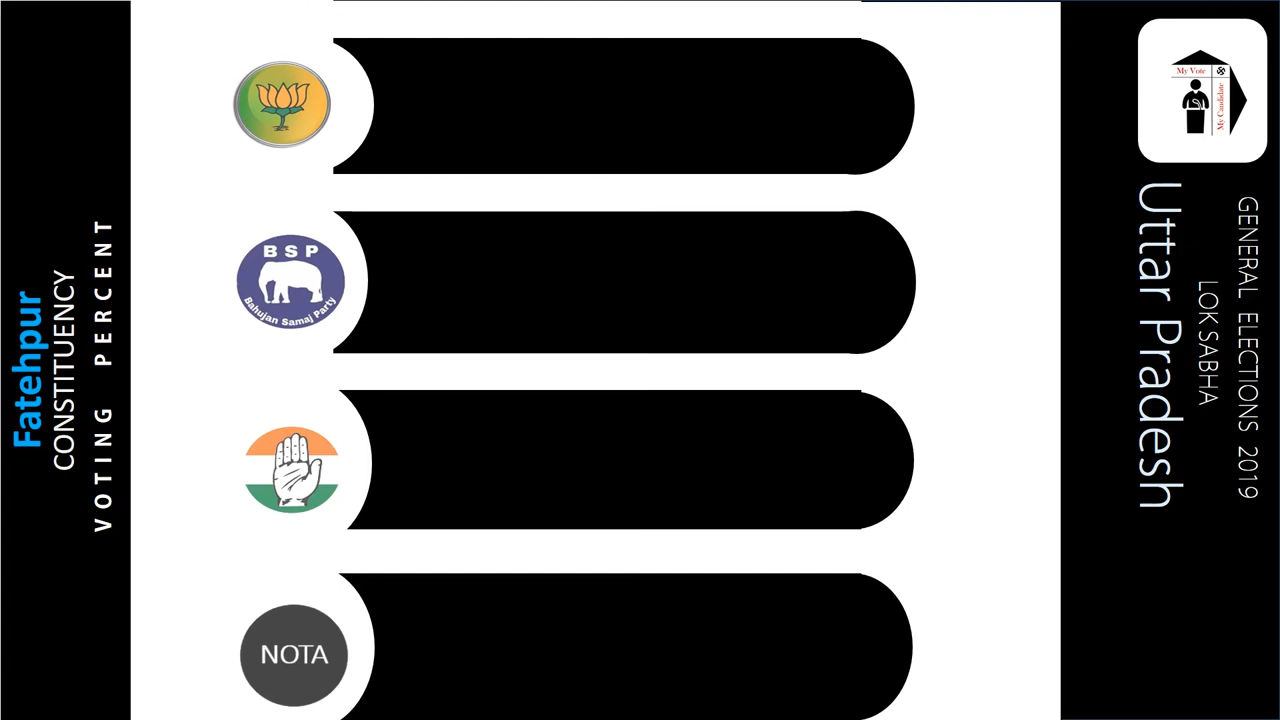 Fatehpur
CONSTITUENCY
VOTING PERCENT
BSP
Bahujan Samaj Party
NOTA
My Vote
My Candidate
GENERAL ELECTIONS 2019
LOK SABHA
Uttar Pradesh